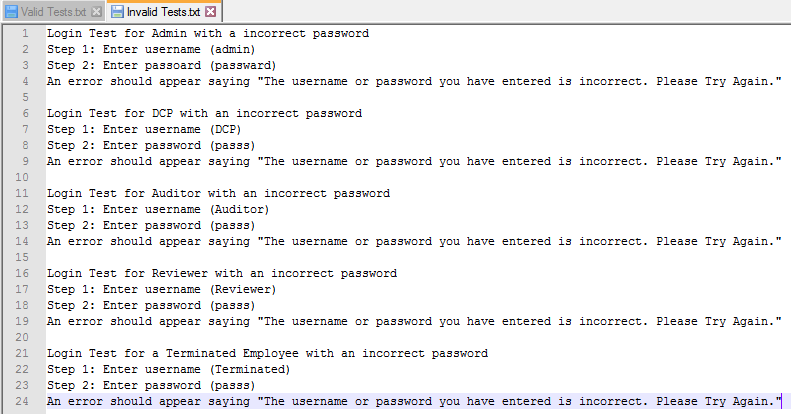 Valid Tests.txt Invalid Tests.txt
1 Login Test for Admin with a incorrect password
2 Step 1: Enter username (admin)
3 Step 2: Enter passoard (passward)
4 An error should appear saying "The username or password you have entered is incorrect. Please Try Again."
5
6 Login Test for DCP with an incorrect password
7 Step 1: Enter username (DCP)
8 Step 2: Enter password (passs)
9 An error should appear saying "The username or password you have entered is incorrect. Please Try Again."
10
11 Login Test for Auditor with an incorrect password
12 Step 1: Enter username (Auditor)
13 Step 2: Enter password (passs)
14 An error should appear saying "The username or password you have entered is incorrect. Please Try Again."
15
16 Login Test for Reviewer with an incorrect password
17 Step 1: Enter username (Reviewer)
18 Step 2: Enter password (passs)
19 An error should appear saying "The username or password you have entered is incorrect. Please Try Again."
20
21 Login Test for a Terminated Employee with an incorrect password
22 Step 1: Enter username (Terminated)
23 Step 2: Enter password (passs)
24 An error should appear saying "The username or password you have entered is incorrect. Please Try Again."